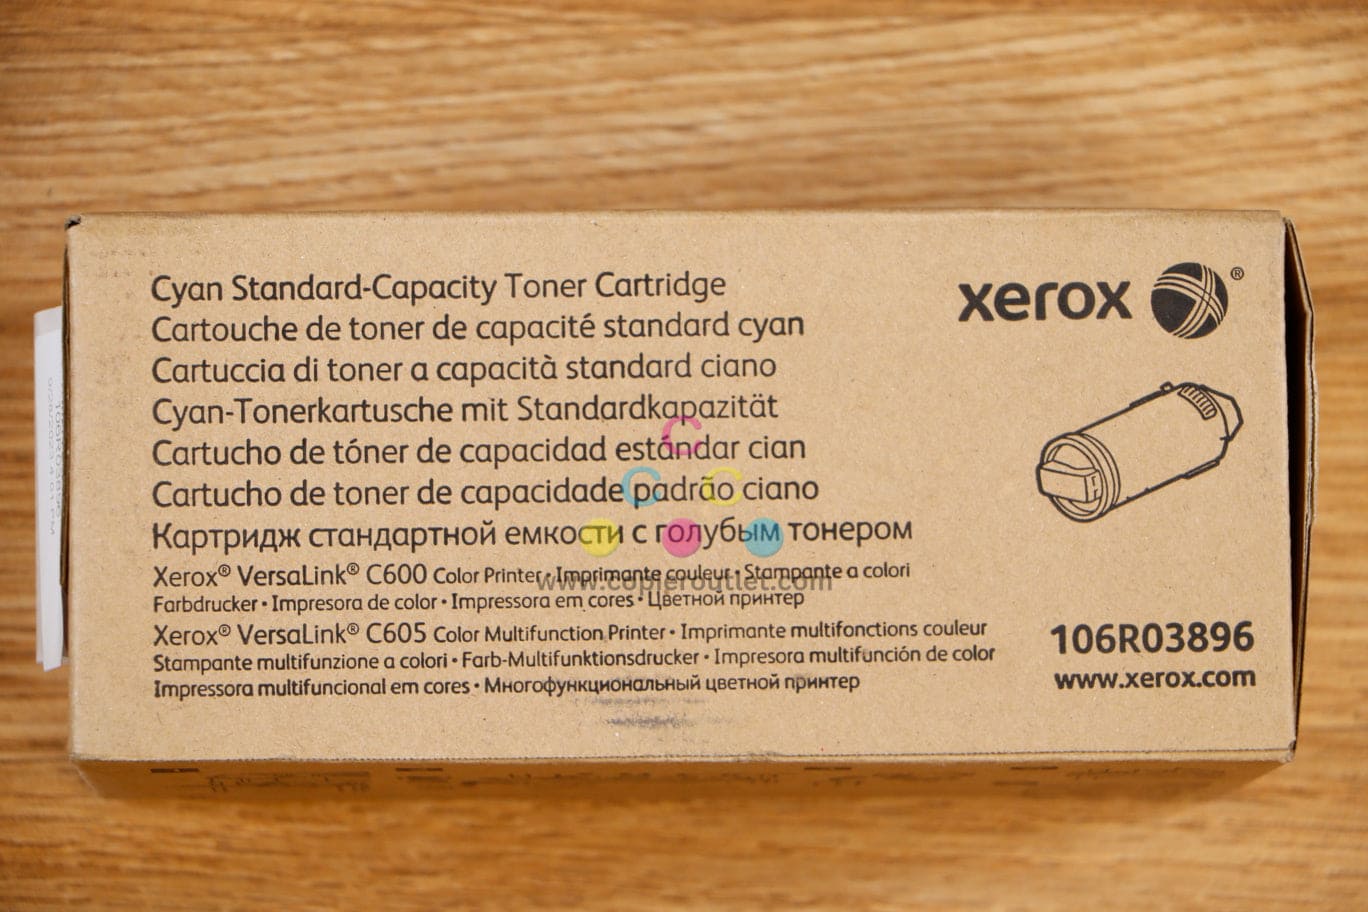 Cyan Standard-Capacity Toner Cartridge
Cartouche de toner de capacité standard cyan
Cartuccia di toner a capacità standard ciano
Cyan-Tonerkartusche mit Standardkapazität
Cartucho de tóner de capacidad estándar cian
Cartucho de toner de capacidade padrão ciano
Картридж стандартной емкости с голубым тонером
Xerox® VersaLink® C600 Color Printer • Imprimante couleur • Stampante a colori
Farbdrucker • Impresora de color • Impressora em cores • Цветной принтер
Xerox® VersaLink® C605 Color Multifunction Printer • Imprimante multifonctions couleur
Stampante multifunzione a colori • Farb-Multifunktionsdrucker • Impresora multifunción de color
Impressora multifuncional em cores • Многофункциональный цветной принтер
xerox ®
106R03896
www.xerox.com
www.copieroutlet.com
106R03896